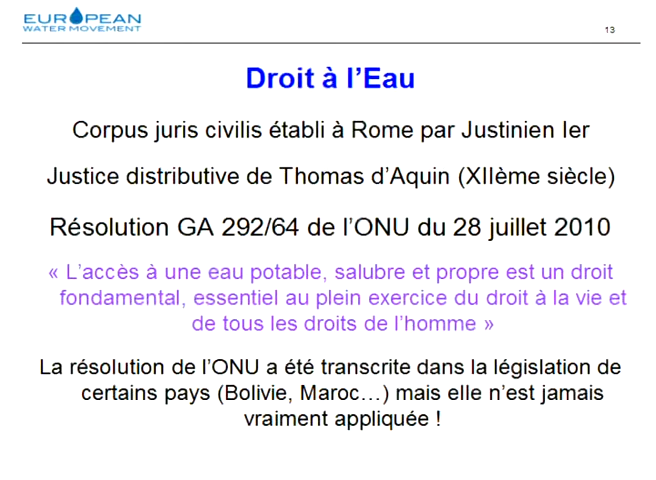 EUROPEAN
WATER MOVEMENT
13
Droit à l’Eau
Corpus juris civilis établi à Rome par Justinien Ier
Justice distributive de Thomas d’Aquin (XIIème siècle)
Résolution GA 292/64 de l’ONU du 28 juillet 2010
« L’accès à une eau potable, salubre et propre est un droit
fondamental, essentiel au plein exercice du droit à la vie et
de tous les droits de l’homme »
La résolution de l’ONU a été transcrite dans la législation de
certains pays (Bolivie, Maroc…) mais elle n’est jamais
vraiment appliquée !